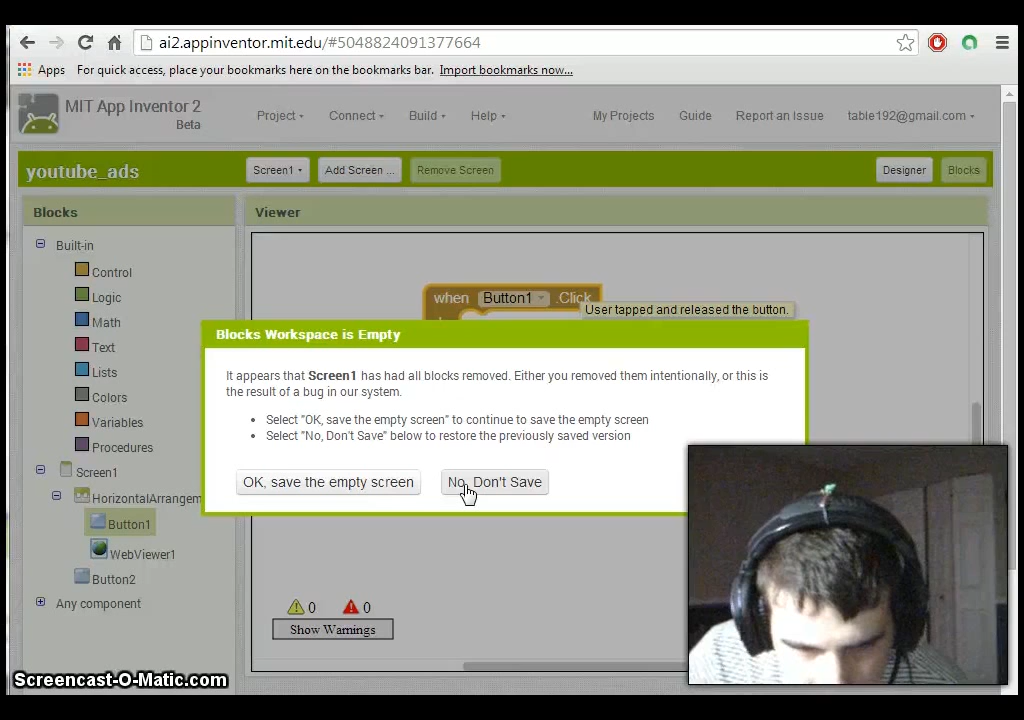 ai2.appinventor.mit.edu/#5048824091377664
Apps For quick access, place your bookmarks here on the bookmarks bar. Import bookmarks now...
MIT App Inventor 2
Beta
Project Connect Build Help My Projects Guide Report an Issue table192@gmail.com
youtube_ads Screen1 Add Screen ... Remove Screen Designer Blocks
Blocks Viewer
Built-in
Control
Logic
Math
Text
Lists
Colors
Variables
Procedures
Screen1
HorizontalArrangem
Button1
WebViewer1
Button2
Any component
when Button1 .Click
User tapped and released the button.
Blocks Workspace is Empty
It appears that Screen1 has had all blocks removed. Either you removed them intentionally, or this is
the result of a bug in our system.
Select "OK, save the empty screen" to continue to save the empty screen
Select "No, Don't Save" below to restore the previously saved version
OK, save the empty screen No, Don't Save
0 0
Show Warnings
Screencast-O-Matic.com